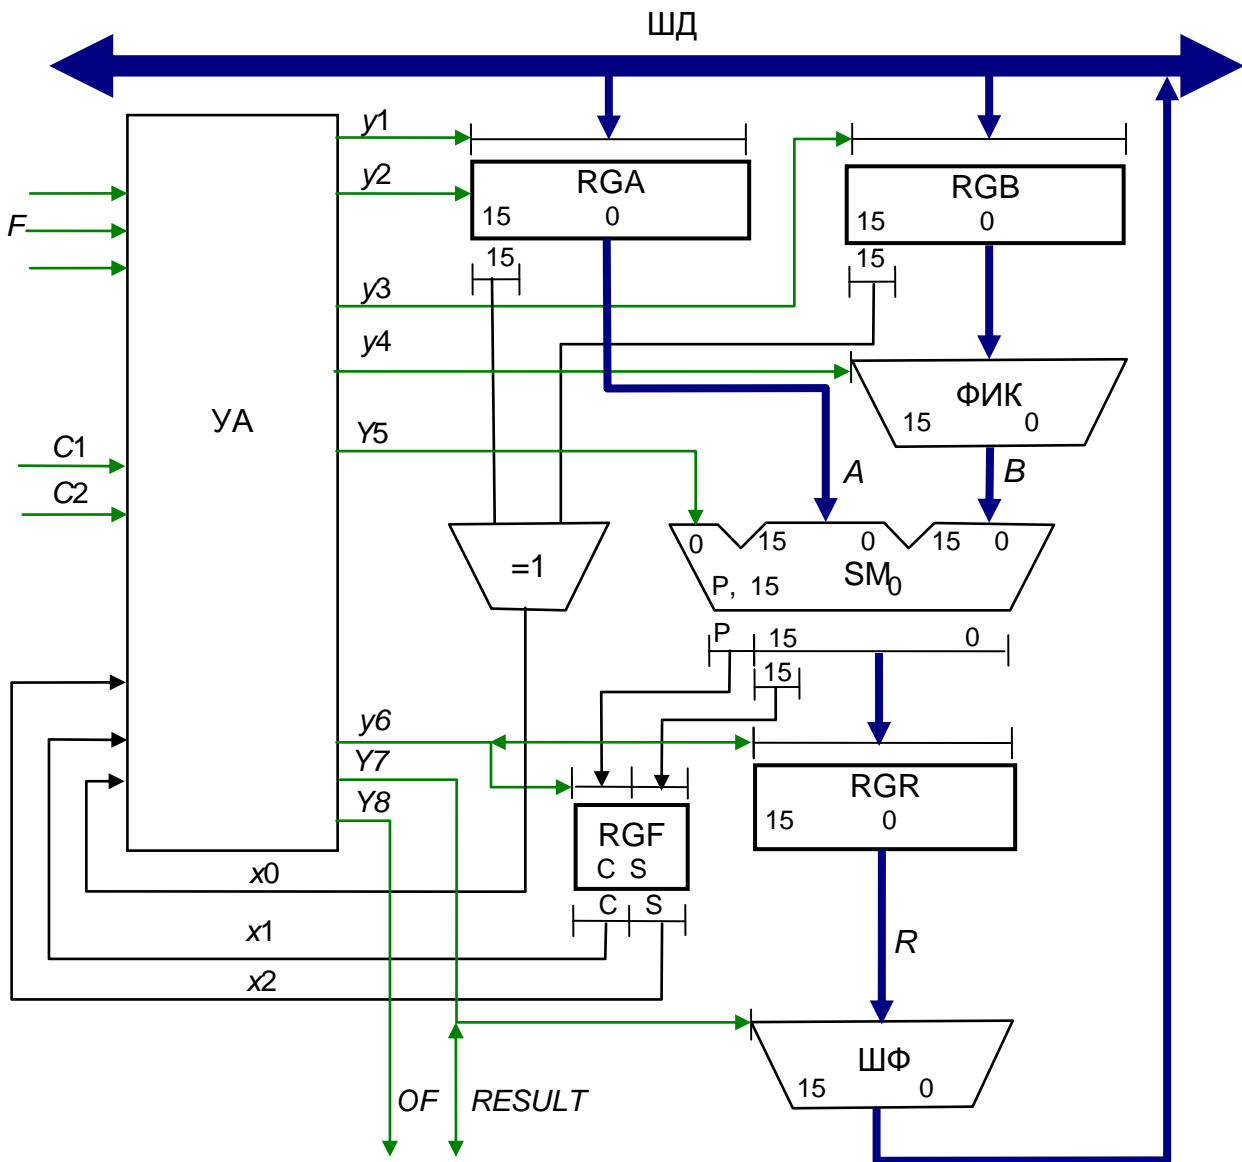 ШД
y1
y2
RGA
15 0
RGB
15 0
F
15
15
y3
y4
УА
ФИК
15 0
Y5
C1
C2
A
B
=1
0 15 0 15 0
SM
P, 15 0
P 15 0
15
y6
Y7
Y8
RGR
15 0
RGF
C S
x0
C S
x1
x2
R
ШФ
15 0
OF RESULT